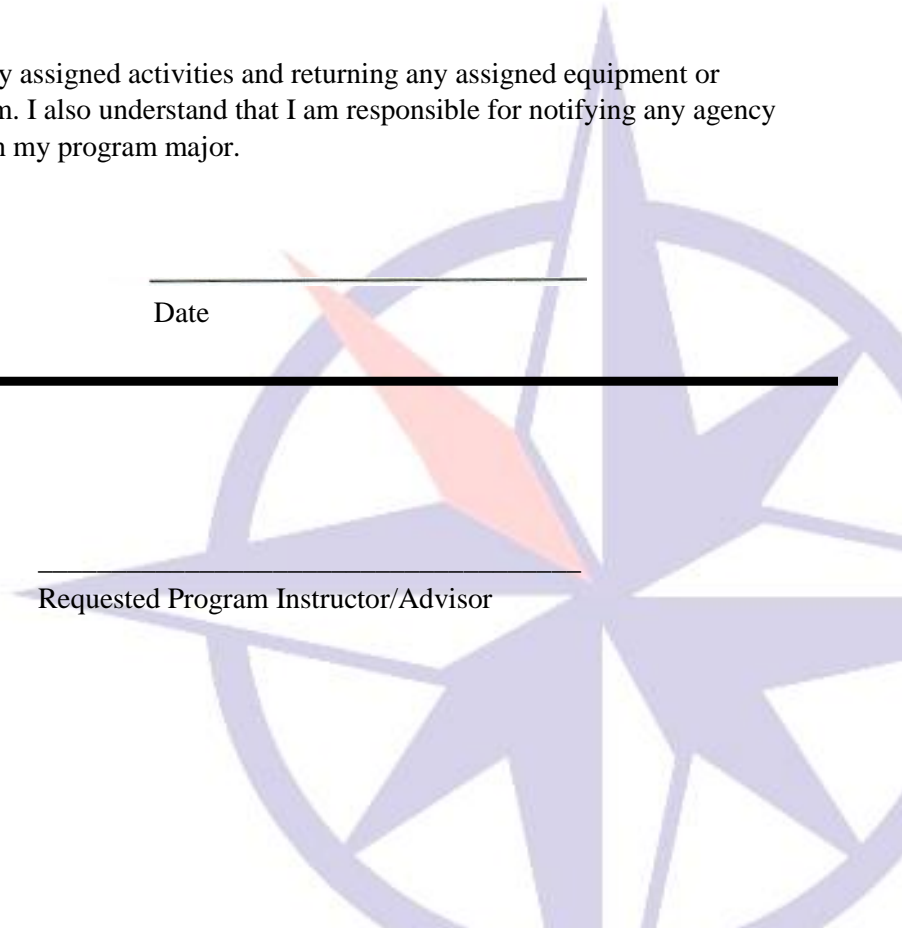 y assigned activities and returning any assigned equipment or
. I also understand that I am responsible for notifying any agency
my program major.
Date
Requested Program Instructor/Advisor